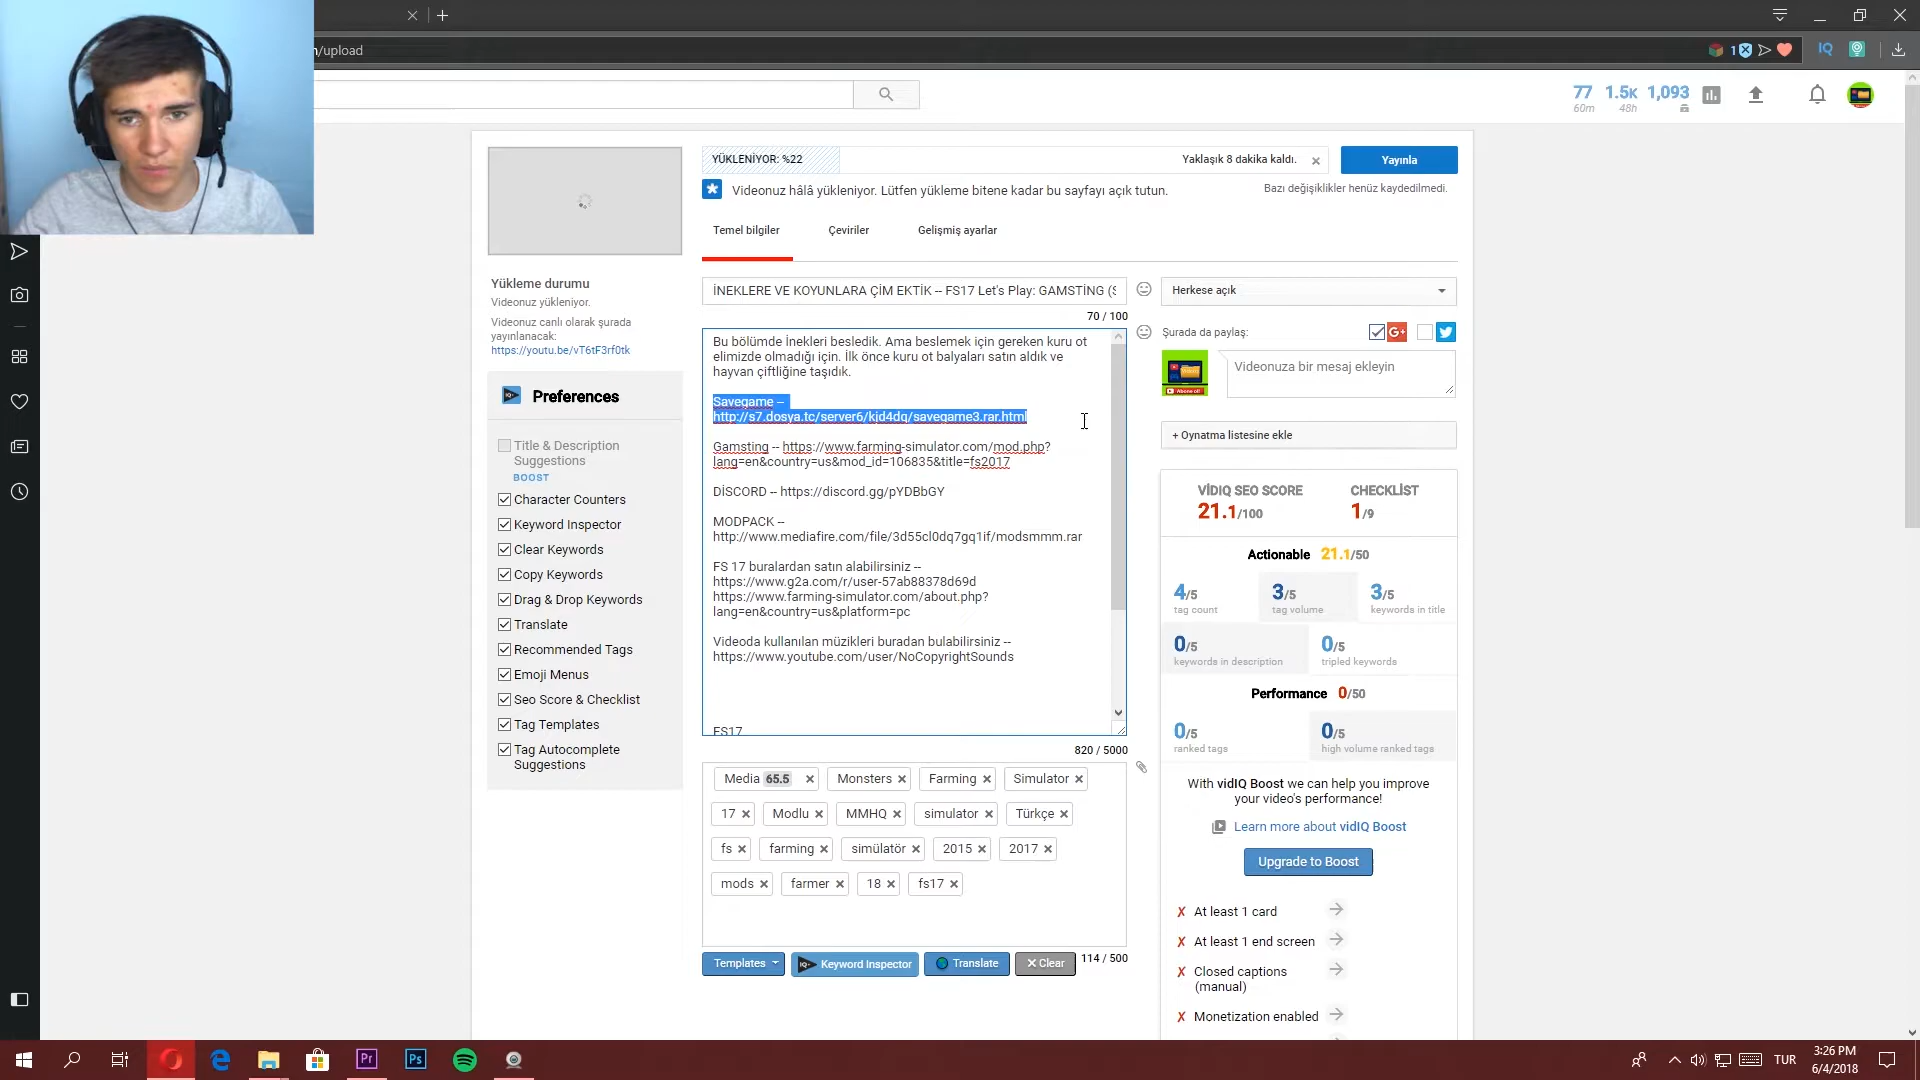 /upload
1
IQ
77 1.5K 1,093
60m 48h
YÜKLENİYOR: %22
Yaklaşık 8 dakika kaldı.
Yayınla
Videonuz hâlâ yükleniyor. Lütfen yükleme bitene kadar bu sayfayı açık tutun.
Bazı değişiklikler henüz kaydedilmedi.
Temel bilgiler
Çeviriler
Gelişmiş ayarlar
Yükleme durumu
Videonuz yükleniyor.
Videonuz canlı olarak şurada
yayınlanacak:
https://youtu.be/vT6tF3rf0tk
İNEKLERE VE KOYUNLARA ÇİM EKTİK -- FS17 Let's Play: GAMSTİNG (S
70 / 100
Herkese açık
Bu bölümde İnekleri besledik. Ama beslemek için gereken kuru ot
elimizde olmadığı için. İlk önce kuru ot balyaları satın aldık ve
hayvan çiftliğine taşıdık.
Savegame --
http://s7.dosya.tc/server6/kjd4dq/savegame3.rar.html
Gamsting -- https://www.farming-simulator.com/mod.php?
lang=en&country=us&mod_id=106835&title=fs2017
DİSCORD -- https://discord.gg/pYDBbGY
MODPACK --
http://www.mediafire.com/file/3d55cl0dq7gq1if/modsmmm.rar
FS 17 buralardan satın alabilirsiniz --
https://www.g2a.com/r/user-57ab88378d69d
https://www.farming-simulator.com/about.php?
lang=en&country=us&platform=pc
Videoda kullanılan müzikleri buradan bulabilirsiniz --
https://www.youtube.com/user/NoCopyrightSounds
FS17
820 / 5000
Şurada da paylaş:
G+
Videonuza bir mesaj ekleyin
Abone ol!
+ Oynatma listesine ekle
Preferences
Title & Description
Suggestions
BOOST
Character Counters
Keyword Inspector
Clear Keywords
Copy Keywords
Drag & Drop Keywords
Translate
Recommended Tags
Emoji Menus
Seo Score & Checklist
Tag Templates
Tag Autocomplete
Suggestions
VİDIQ SEO SCORE
21.1/100
CHECKLİST
1/9
Actionable 21.1/50
4/5
tag count
3/5
tag volume
3/5
keywords in title
0/5
keywords in description
0/5
tripled keywords
Performance 0/50
0/5
ranked tags
0/5
high volume ranked tags
With vidIQ Boost we can help you improve
your video's performance!
Learn more about vidIQ Boost
Upgrade to Boost
At least 1 card
At least 1 end screen
Closed captions
(manual)
Monetization enabled
Media 65.5 Monsters Farming Simulator
17 Modlu MMHQ simulator Türkçe
fs farming simülatör 2015 2017
mods farmer 18 fs17
Templates
Keyword Inspector
Translate
Clear
114 / 500
Pr
Ps
TUR
3:26 PM
6/4/2018